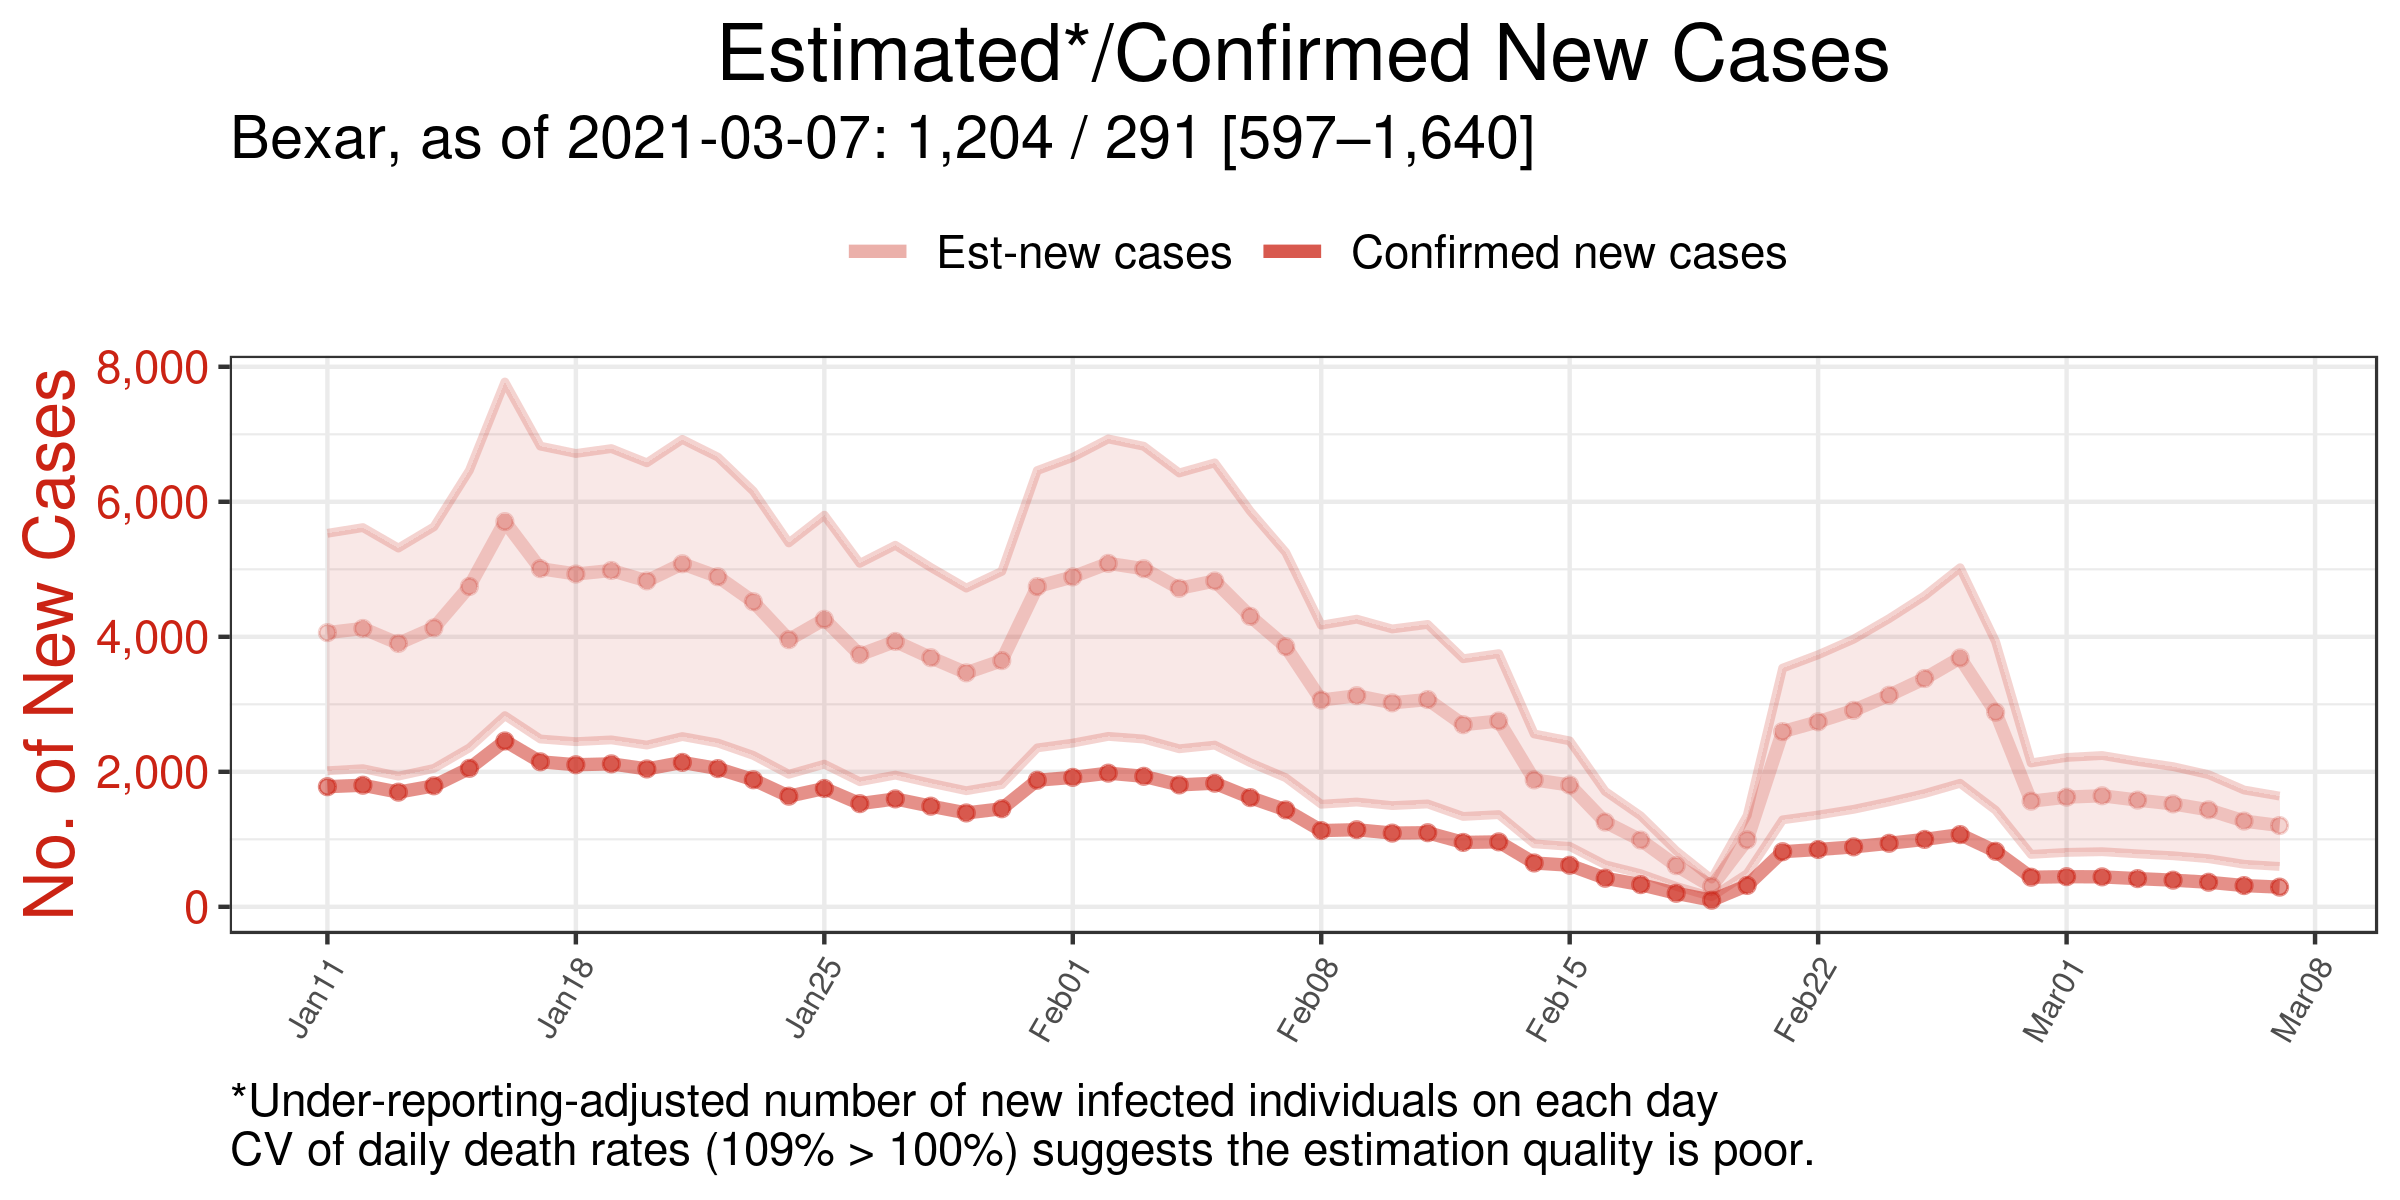 Estimated*/Confirmed New Cases
Bexar, as of 2021-03-07: 1,204 / 291 [597–1,640]
Est-new cases
Confirmed new cases
No. of New Cases
8,000
6,000
4,000
2,000
0
Jan11
Jan18
Jan25
Feb01
Feb08
Feb15
Feb22
Mar01
Mar08
*Under-reporting-adjusted number of new infected individuals on each day
CV of daily death rates (109% > 100%) suggests the estimation quality is poor.